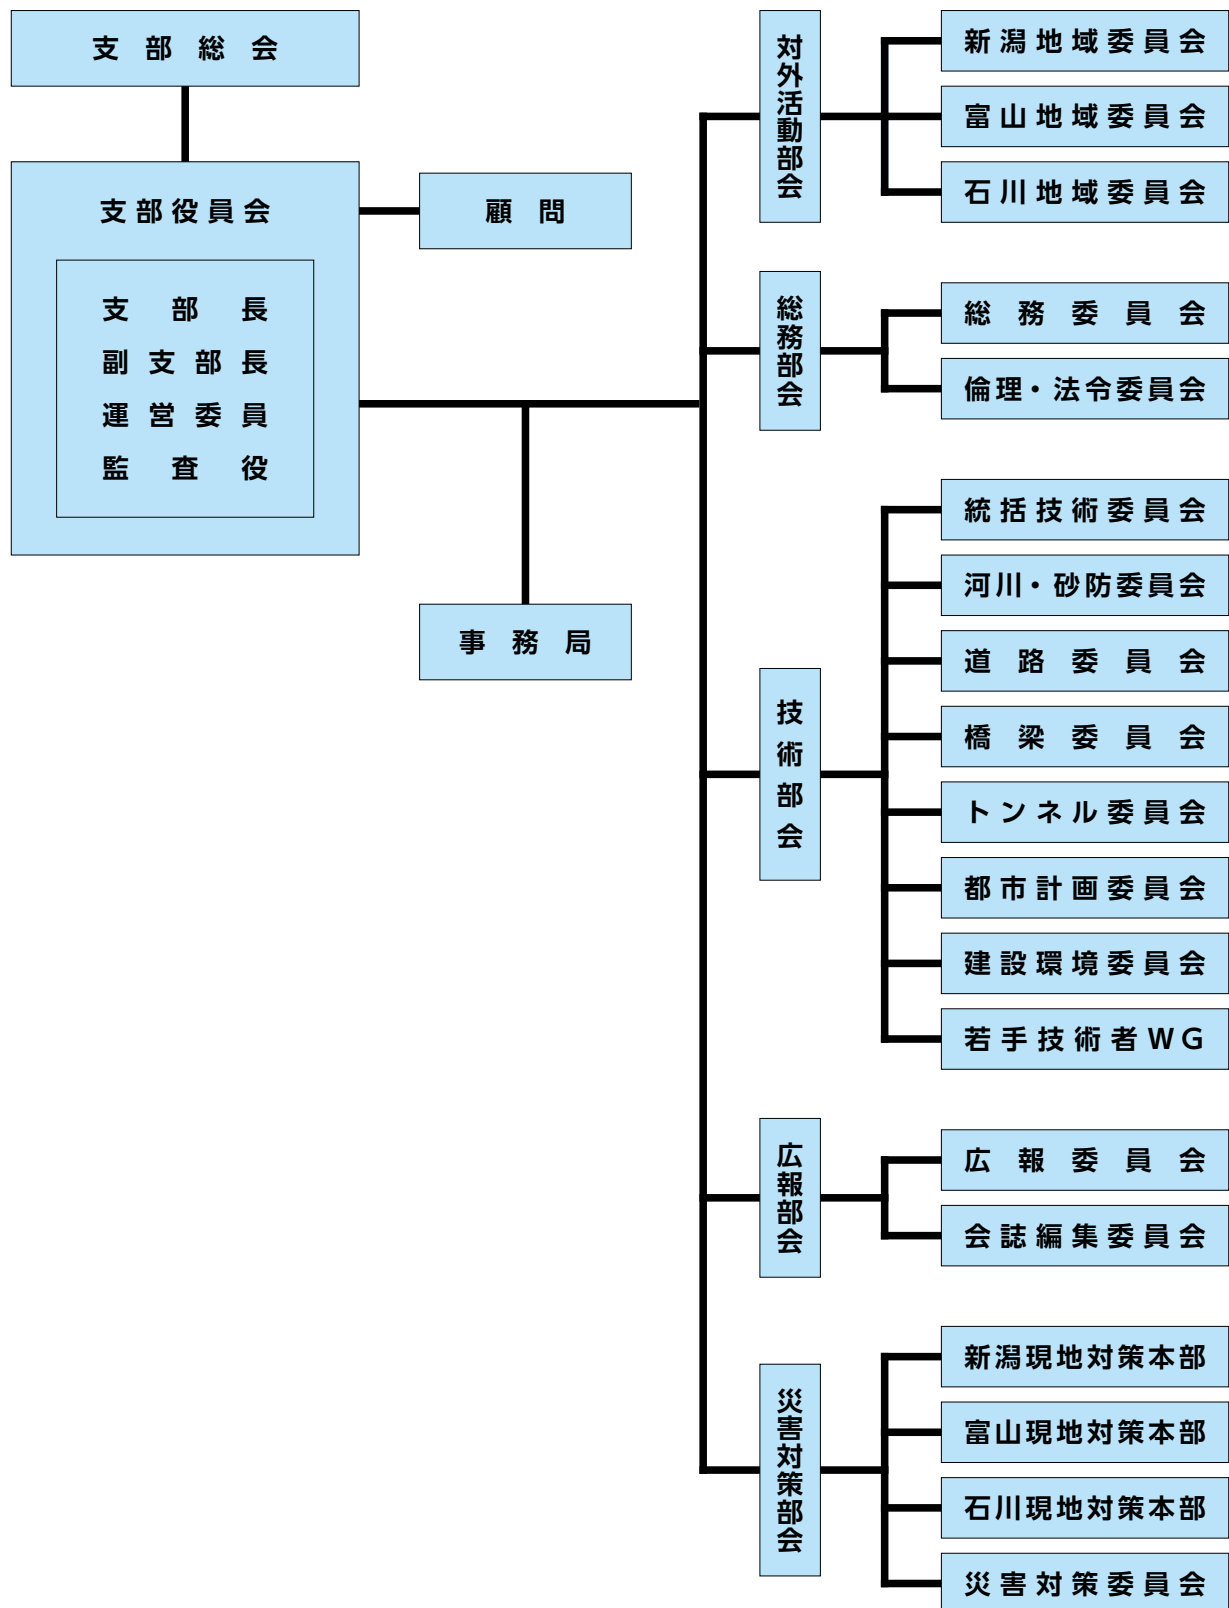 支部総会
支部役員会
支部長
副支部長
運営委員
監査役
顧問
事務局
対外活動部会
新潟地域委員会
富山地域委員会
石川地域委員会
総務部会
総務委員会
倫理・法令委員会
技術部会
統括技術委員会
河川・砂防委員会
道路委員会
橋梁委員会
トンネル委員会
都市計画委員会
建設環境委員会
若手技術者WG
広報部会
広報委員会
会誌編集委員会
災害対策部会
新潟現地対策本部
富山現地対策本部
石川現地対策本部
災害対策委員会